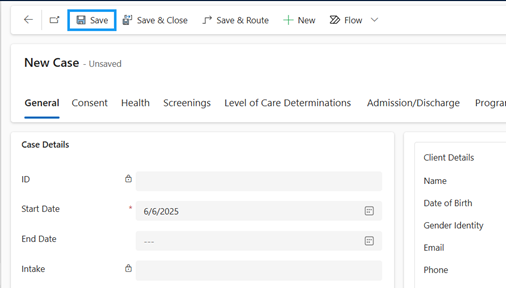 Save Save & Close Save & Route New Flow
New Case - Unsaved
General Consent Health Screenings Level of Care Determinations Admission/Discharge Progra
Case Details
ID
Start Date * 6/6/2025
End Date ---
Intake
Client Details
Name
Date of Birth
Gender Identity
Email
Phone